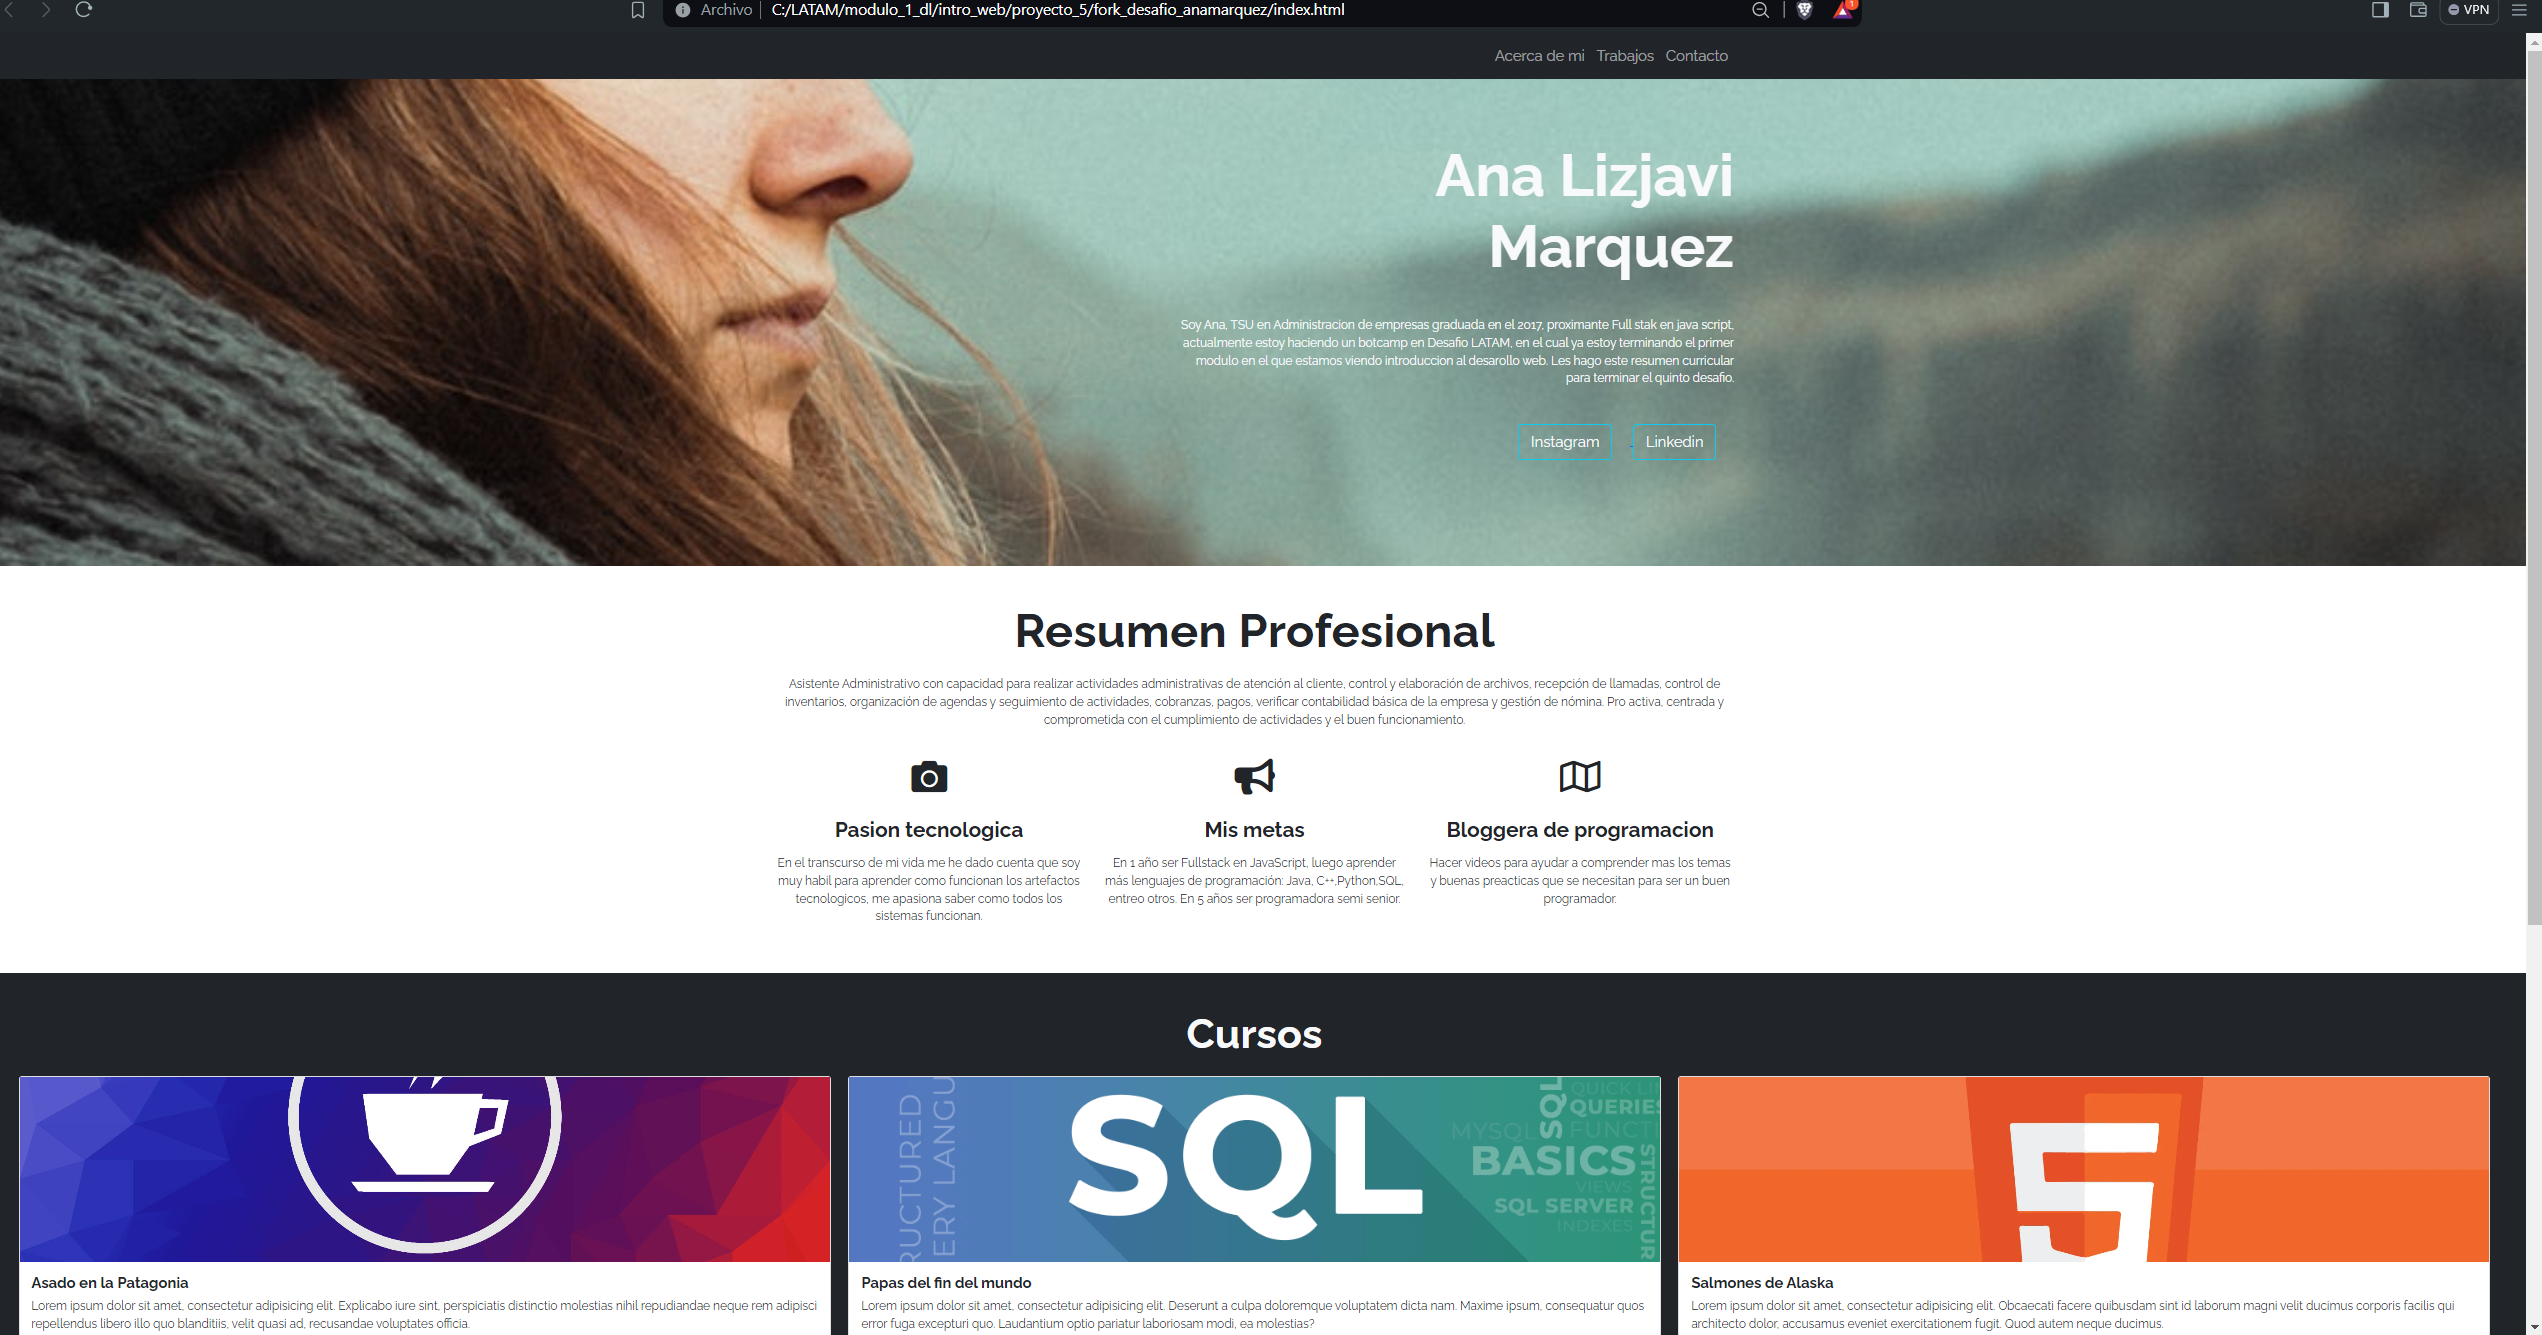 Archivo
C:/LATAM/modulo_1_dl/intro_web/proyecto_5/fork_desafio_anamarquez/index.html
1
VPN
Acerca de mi Trabajos Contacto
Ana Lizjavi
Marquez
Soy Ana, TSU en Administracion de empresas graduada en el 2017, proximante Full stak en java script,
actualmente estoy haciendo un botcamp en Desafio LATAM, en el cual ya estoy terminando el primer
modulo en el que estamos viendo introduccion al desarollo web. Les hago este resumen curricular
para terminar el quinto desafio.
Instagram
Linkedin
Resumen Profesional
Asistente Administrativo con capacidad para realizar actividades administrativas de atención al cliente, control y elaboración de archivos, recepción de llamadas, control de
inventarios, organización de agendas y seguimiento de actividades, cobranzas, pagos, verificar contabilidad básica de la empresa y gestión de nómina. Pro activa, centrada y
comprometida con el cumplimiento de actividades y el buen funcionamiento.
Pasion tecnologica
En el transcurso de mi vida me he dado cuenta que soy
muy habil para aprender como funcionan los artefactos
tecnologicos, me apasiona saber como todos los
sistemas funcionan.
Mis metas
En 1 año ser Fullstack en JavaScript, luego aprender
más lenguajes de programación: Java, C++,Python,SQL,
entreo otros. En 5 años ser programadora semi senior.
Bloggera de programacion
Hacer videos para ayudar a comprender mas los temas
y buenas preacticas que se necesitan para ser un buen
programador.
Cursos
RUCTURED
ERY LANGU
SQL
SQL
QUICK LI
QUERIES
MYSQL
FUNCTI
BASICS
VIEWS
SQL SERVER
INDEXES
STRUCTUR
Asado en la Patagonia
Lorem ipsum dolor sit amet, consectetur adipisicing elit. Explicabo iure sint, perspiciatis distinctio molestias nihil repudiandae neque rem adipisci
repellendus libero illo quo blanditiis, velit quasi ad, recusandae voluptates officia.
Papas del fin del mundo
Lorem ipsum dolor sit amet, consectetur adipisicing elit. Deserunt a culpa doloremque voluptatem dicta nam. Maxime ipsum, consequatur quos
error fuga excepturi quo. Laudantium optio pariatur laboriosam modi, ea molestias?
Salmones de Alaska
Lorem ipsum dolor sit amet, consectetur adipisicing elit. Obcaecati facere quibusdam sint id laborum magni velit ducimus corporis facilis qui
architecto dolor, accusamus eveniet exercitationem fugit. Quod autem neque ducimus.